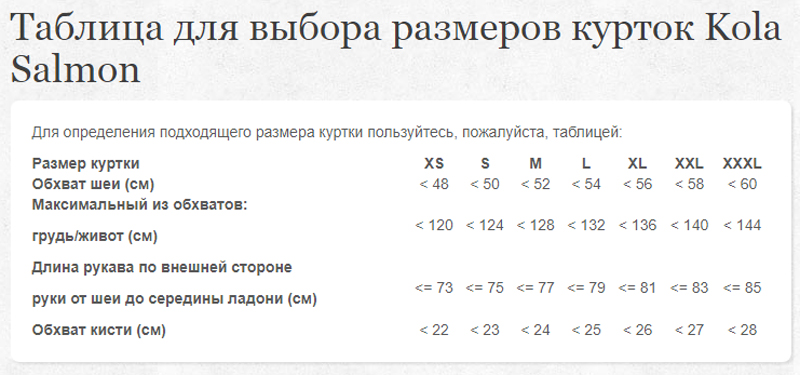 Таблица для выбора размеров курток Kola
Salmon
Для определения подходящего размера куртки пользуйтесь, пожалуйста, таблицей:
Размер куртки XS S M L XL XXL XXXL
Обхват шеи (см) < 48 < 50 < 52 < 54 < 56 < 58 < 60
Максимальный из обхватов:
грудь/живот (см) < 120 < 124 < 128 < 132 < 136 < 140 < 144
Длина рукава по внешней стороне
руки от шеи до середины ладони (см) <= 73 <= 75 <= 77 <= 79 <= 81 <= 83 <= 85
Обхват кисти (см) < 22 < 23 < 24 < 25 < 26 < 27 < 28